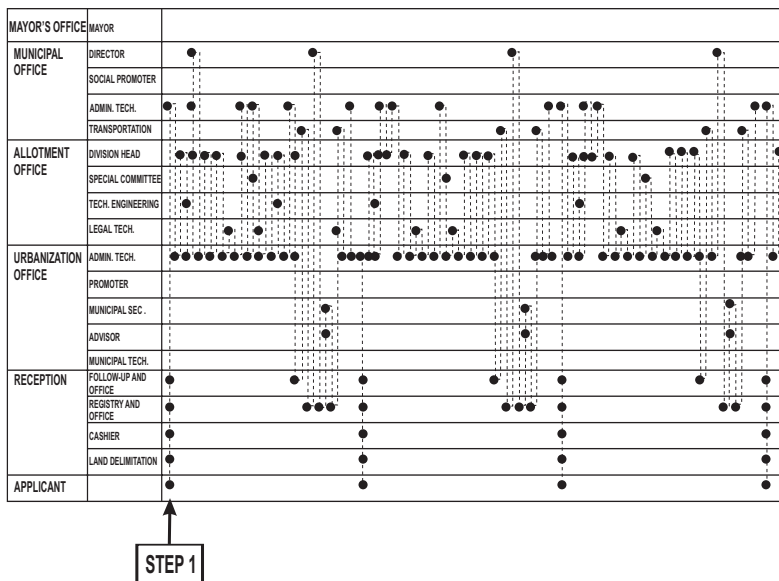 MAYOR'S OFFICE MAYOR
MUNICIPAL OFFICE DIRECTOR
SOCIAL PROMOTER
ADMIN. TECH.
TRANSPORTATION
ALLOTMENT OFFICE DIVISION HEAD
SPECIAL COMMITTEE
TECH. ENGINEERING
LEGAL TECH.
URBANIZATION OFFICE ADMIN. TECH.
PROMOTER
MUNICIPAL SEC .
ADVISOR
MUNICIPAL TECH.
RECEPTION FOLLOW-UP AND
OFFICE
REGISTRY AND
OFFICE
CASHIER
LAND DELIMITATION
APPLICANT
STEP 1